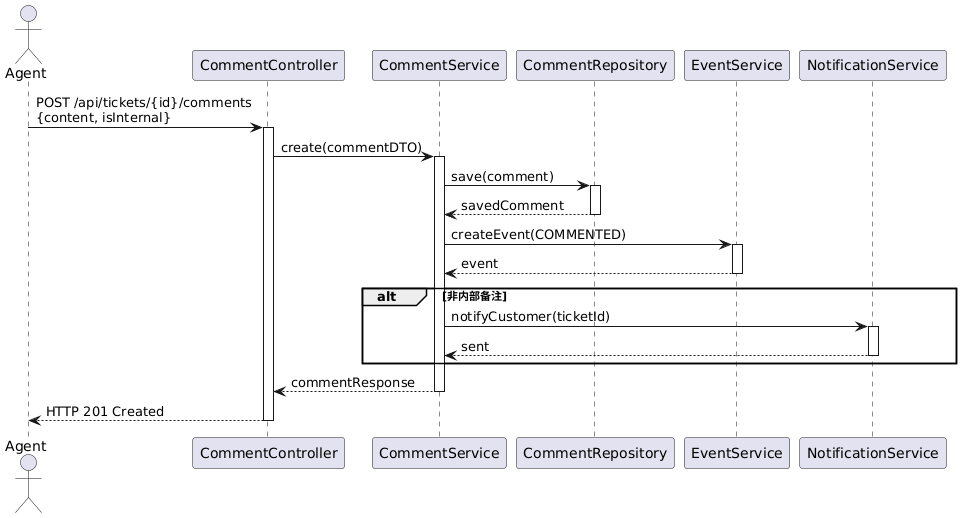 Agent
CommentController
CommentService
CommentRepository
EventService
NotificationService
POST /api/tickets/{id}/comments
{content, isInternal}
create(commentDTO)
save(comment)
savedComment
createEvent(COMMENTED)
event
alt
[非内部备注]
notifyCustomer(ticketId)
sent
commentResponse
HTTP 201 Created
Agent
CommentController
CommentService
CommentRepository
EventService
NotificationService